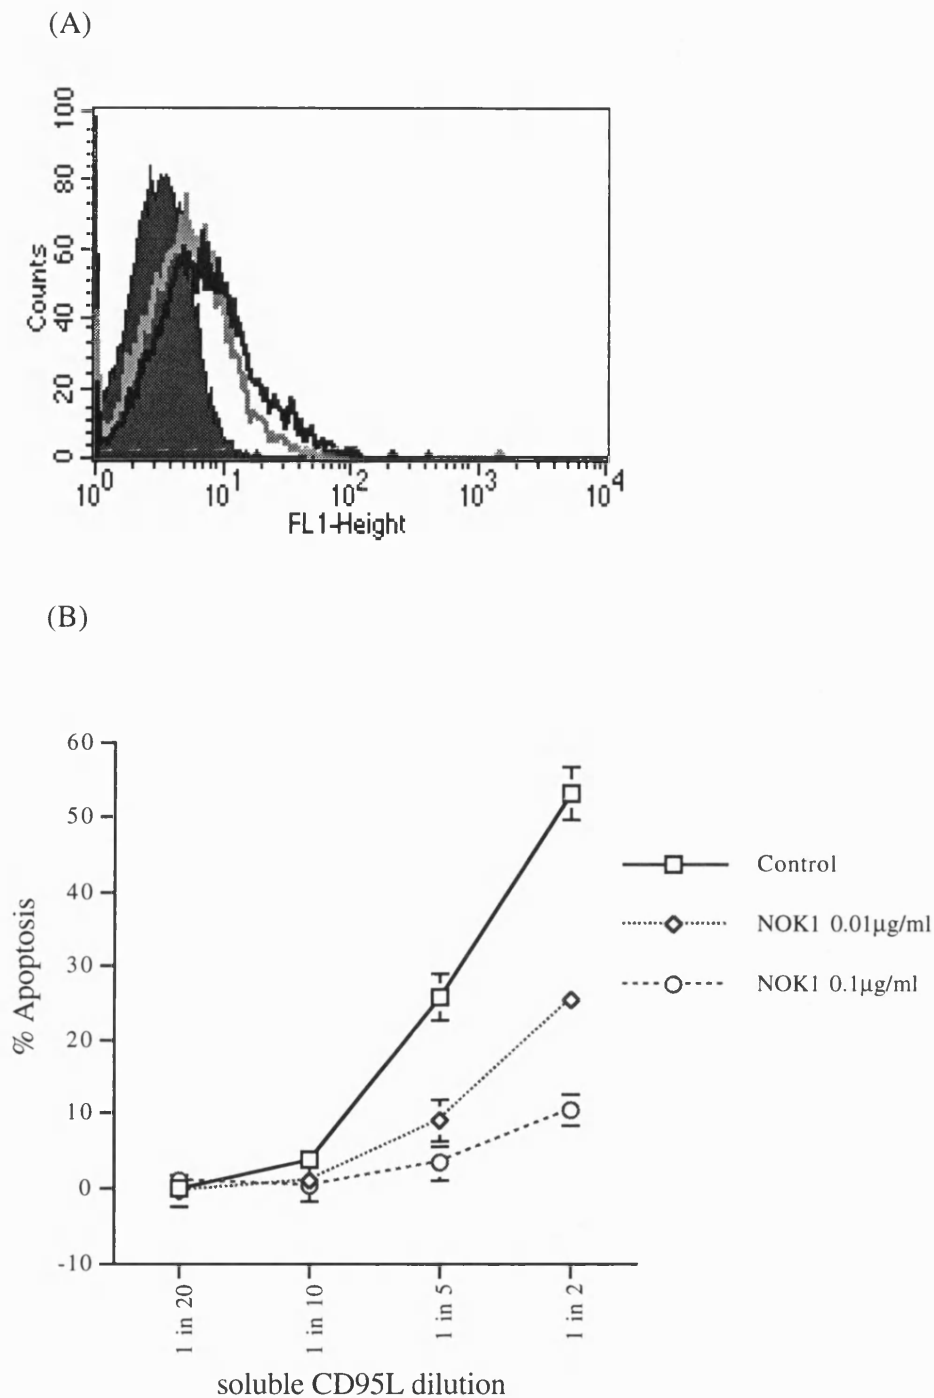 (A)
100
80
60
40
20
0
Counts
10^0 10^1 10^2 10^3 10^4
FL1-Height
(B)
60
50
40
30
20
10
0
-10
% Apoptosis
Control
NOK1 0.01µg/ml
NOK1 0.1µg/ml
1 in 20
1 in 10
1 in 5
1 in 2
soluble CD95L dilution